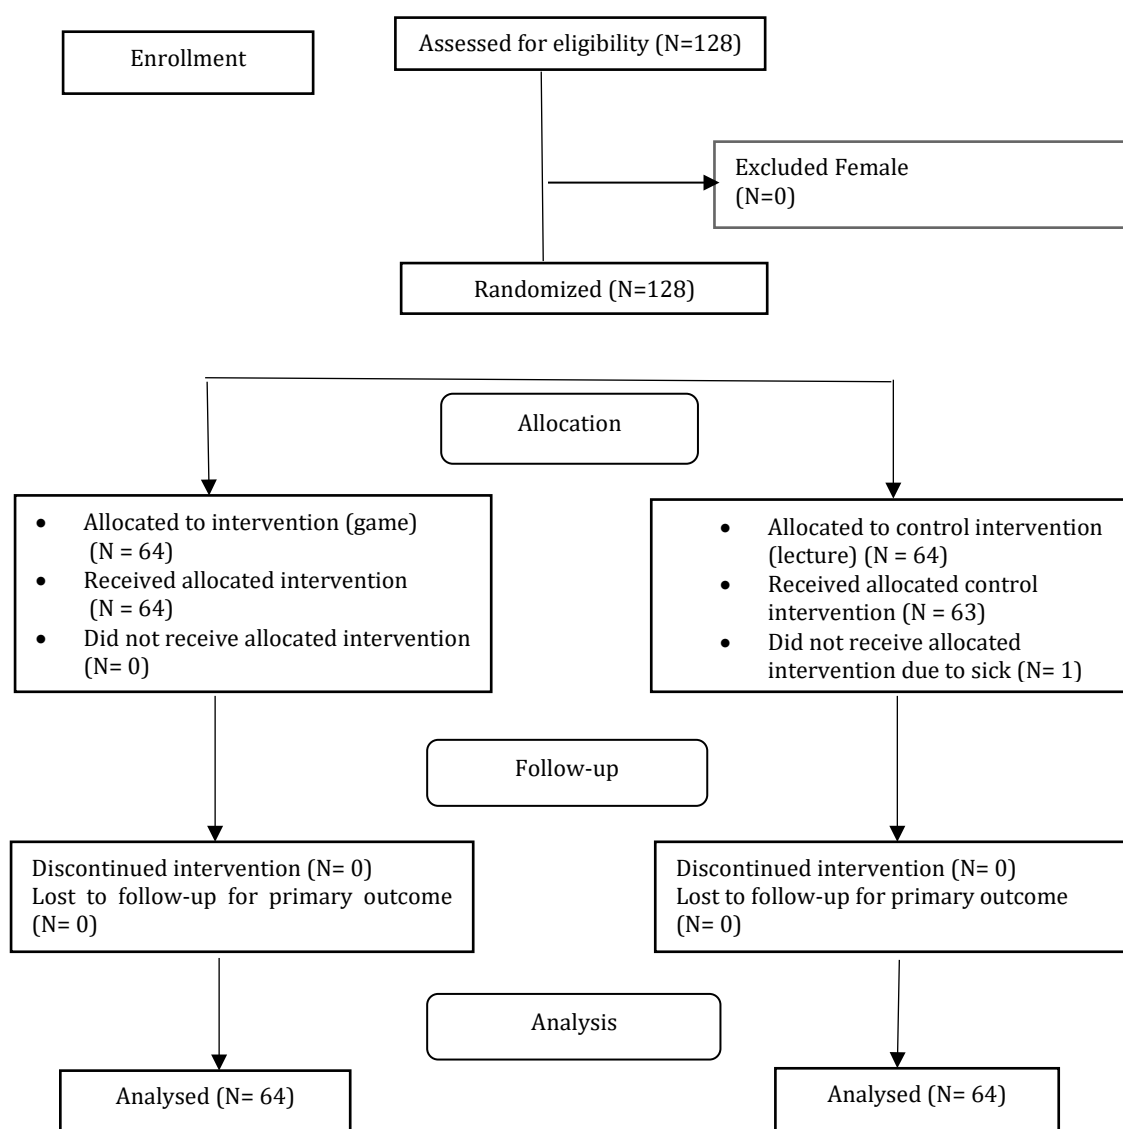 Enrollment
Assessed for eligibility (N=128)
Excluded Female
(N=0)
Randomized (N=128)
Allocation
• Allocated to intervention (game)
(N = 64)
• Received allocated intervention
(N = 64)
• Did not receive allocated intervention
(N= 0)
• Allocated to control intervention
(lecture) (N = 64)
• Received allocated control
intervention (N = 63)
• Did not receive allocated
intervention due to sick (N= 1)
Follow-up
Discontinued intervention (N= 0)
Lost to follow-up for primary outcome
(N= 0)
Discontinued intervention (N= 0)
Lost to follow-up for primary outcome
(N= 0)
Analysis
Analysed (N= 64)
Analysed (N= 64)